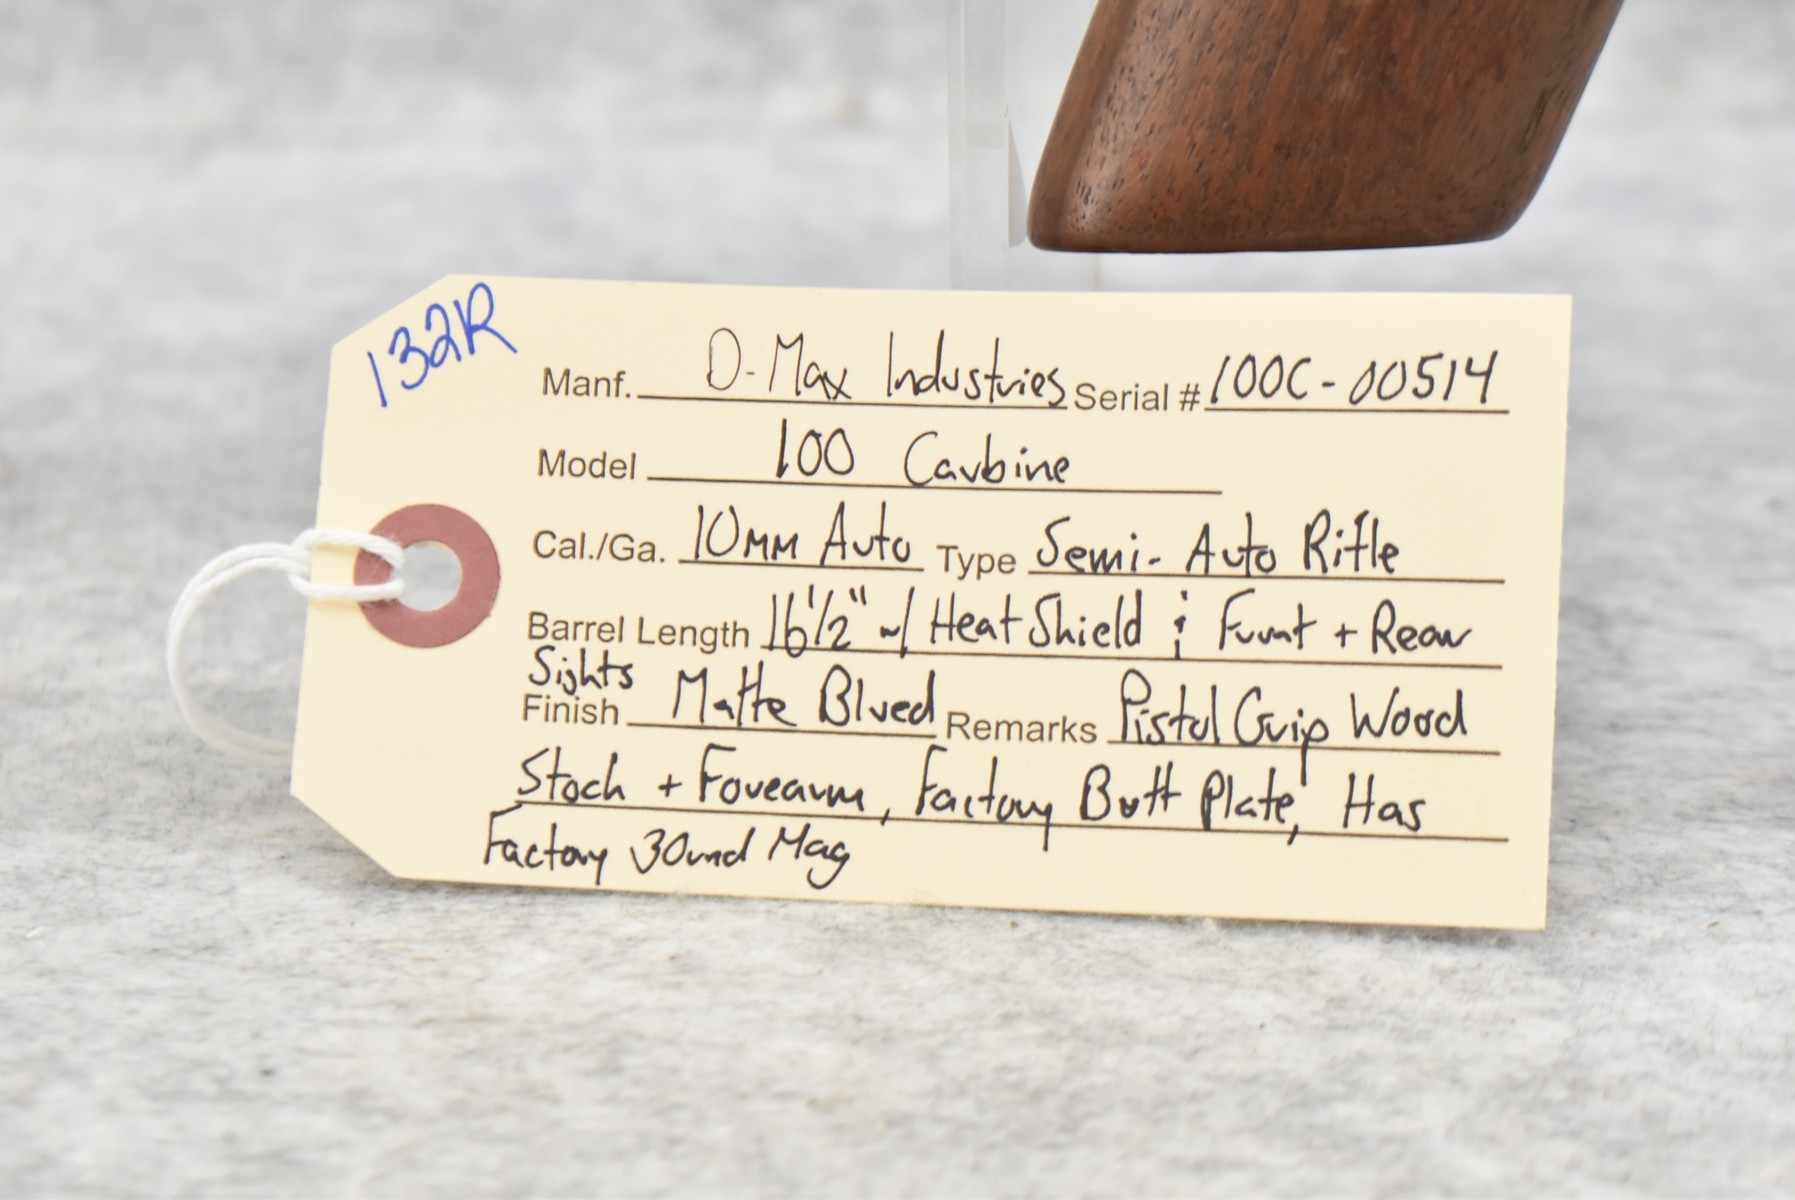 132R
Manf. D-Max Industries Serial # 100C-00514
Model 100 Carbine
Cal./Ga. 10MM Auto Type Semi-Auto Rifle
Barrel Length 16 1/2" w/ Heat Shield & Front + Rear
Sights
Finish Matte Blued Remarks Pistol Grip Wood
Stock + Forearm, Factory Butt Plate, Has
Factory 30rnd Mag